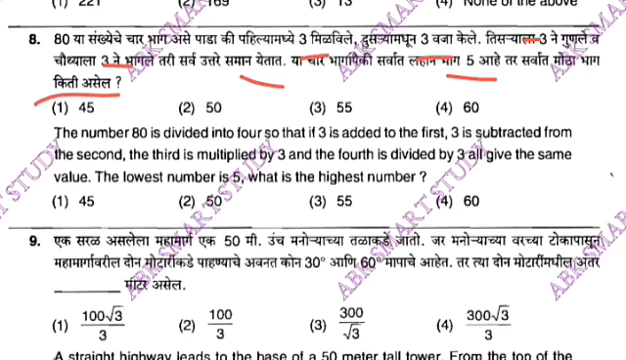 (1) 221 (2) 169 (3) 13 (4) None of the above
8. 80 या संख्येचे चार भाग असे पाडा की पहिल्यामध्ये 3 मिळविले, दुसऱ्यामधून 3 वजा केले. तिसऱ्याला 3 ने गुणले व
चौथ्याला 3 ने भागले तरी सर्व उत्तरे समान येतात. या चार भागांपैकी सर्वात लहान भाग 5 आहे तर सर्वात मोठा भाग
किती असेल ?
(1) 45 (2) 50 (3) 55 (4) 60
The number 80 is divided into four so that if 3 is added to the first, 3 is subtracted from
the second, the third is multiplied by 3 and the fourth is divided by 3 all give the same
value. The lowest number is 5, what is the highest number ?
(1) 45 (2) 50 (3) 55 (4) 60
9. एक सरळ असलेला महामार्ग एक 50 मी. उंच मनोऱ्याच्या तळाकडे जातो. जर मनोऱ्याच्या वरच्या टोकापासून
महामार्गावरील दोन मोटारींकडे पाहण्याचे अवनत कोन 30° आणि 60° मापाचे आहेत. तर त्या दोन मोटारींमधील अंतर
________ मीटर असेल.
(1) 100√3/3 (2) 100/3 (3) 300/√3 (4) 300√3/3
A straight highway leads to the base of a 50 meter tall tower. From the top of the
ABK SMART STUDY